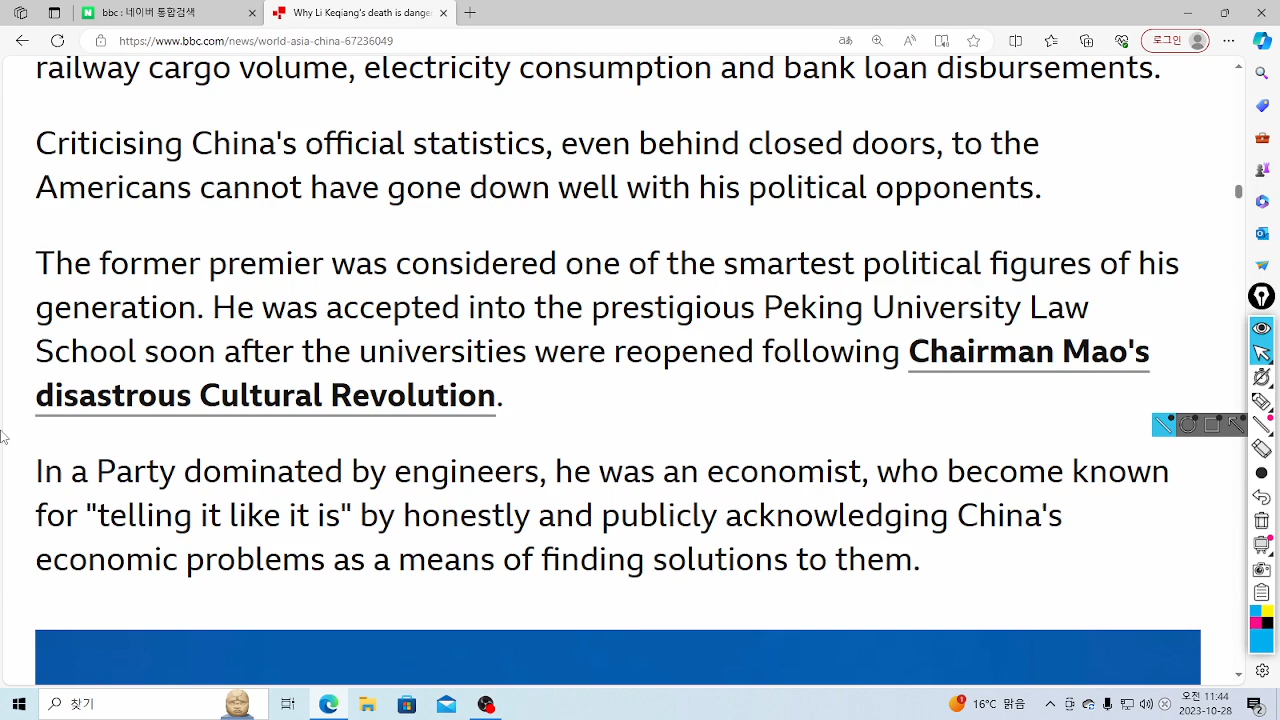 bbc : 네이버 통합검색
Why Li Keqiang's death is dange
https://www.bbc.com/news/world-asia-china-67236049
로그인
railway cargo volume, electricity consumption and bank loan disbursements.
Criticising China's official statistics, even behind closed doors, to the
Americans cannot have gone down well with his political opponents.
The former premier was considered one of the smartest political figures of his
generation. He was accepted into the prestigious Peking University Law
School soon after the universities were reopened following Chairman Mao's
disastrous Cultural Revolution.
In a Party dominated by engineers, he was an economist, who become known
for "telling it like it is" by honestly and publicly acknowledging China's
economic problems as a means of finding solutions to them.
찾기
1
16°C 맑음
오전 11:44
2023-10-28
2